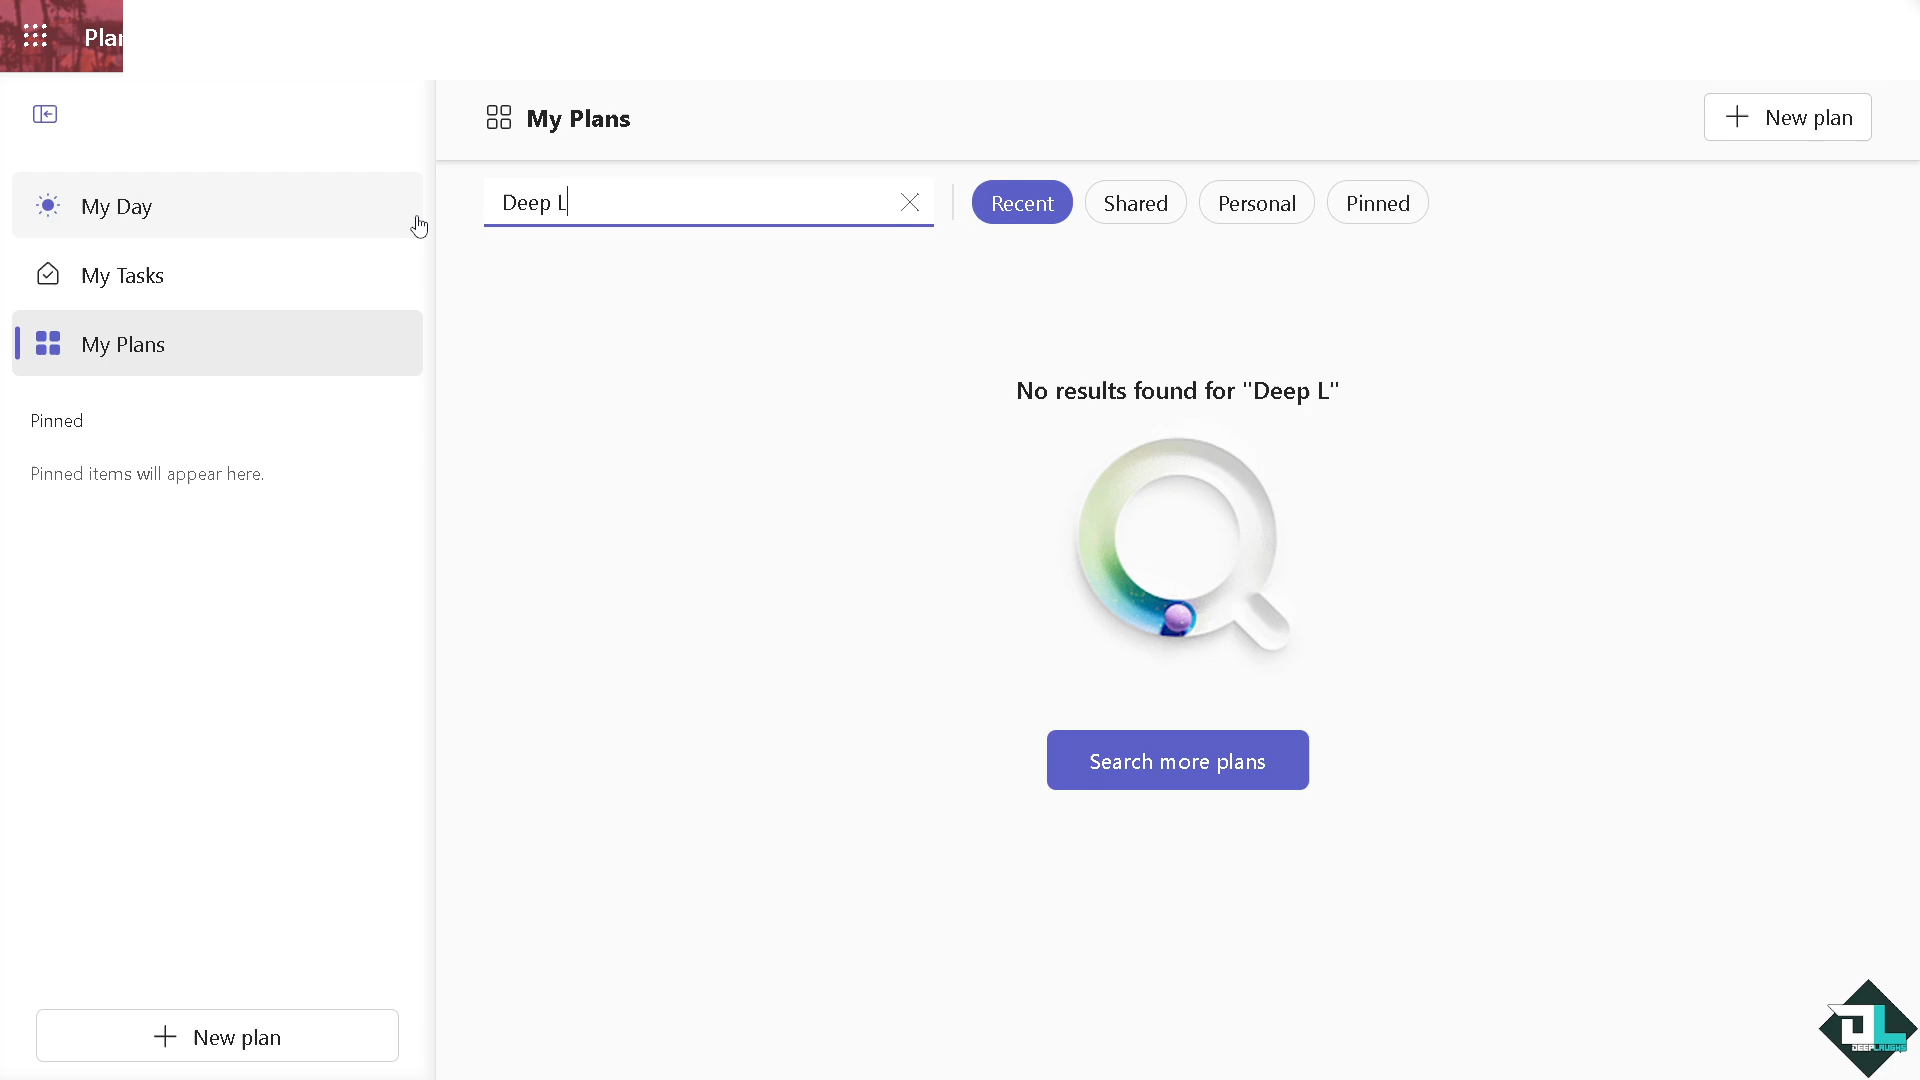 Plan
My Plans
New plan
Deep L
Recent
Shared
Personal
Pinned
My Day
My Tasks
My Plans
Pinned
Pinned items will appear here.
No results found for "Deep L"
Search more plans
New plan
DEEPLAUGHS